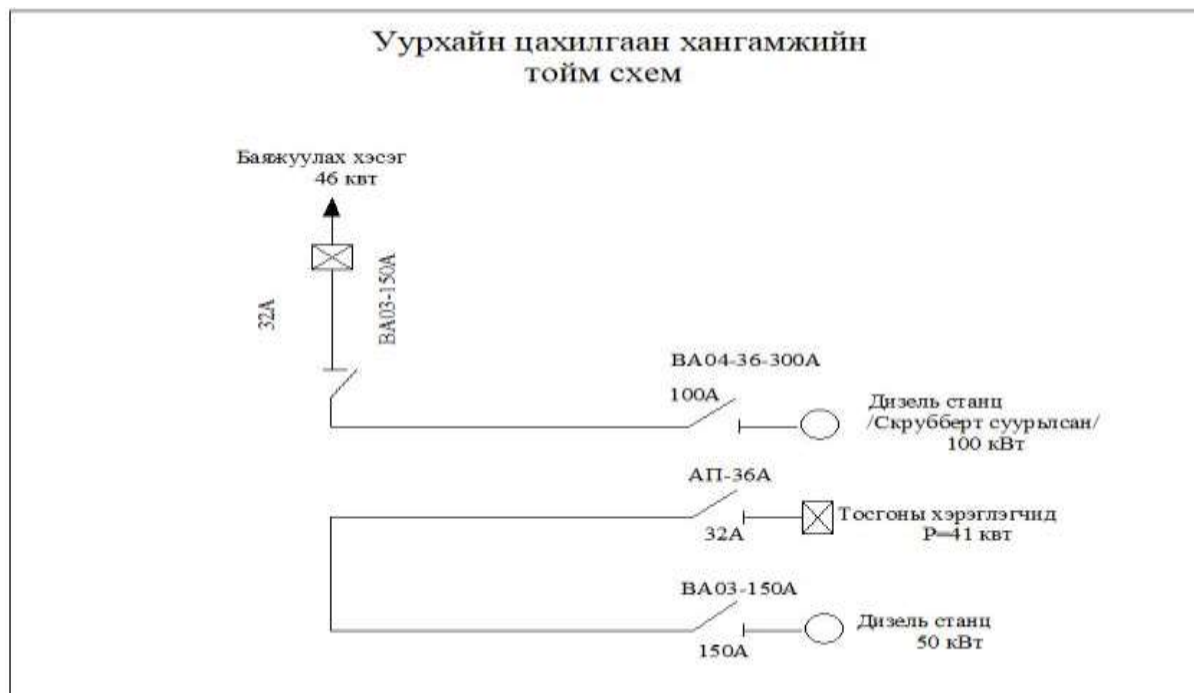 Уурхайн цахилгаан хангамжийн
тойм схем
Баяжуулах хэсэг
46 квт
32А
ВА03-150А
ВА04-36-300А
100А
Дизель станц
/Скрубберт суурьлсан/
100 кВт
АП-36А
32А
Тосгоны хэрэглэгчид
Р=41 квт
ВА03-150А
150А
Дизель станц
50 кВт